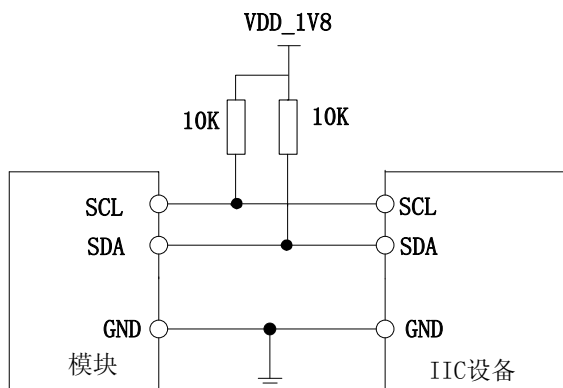 VDD_1V8
10K 10K
SCL SCL
SDA SDA
GND GND
模块 IIC设备